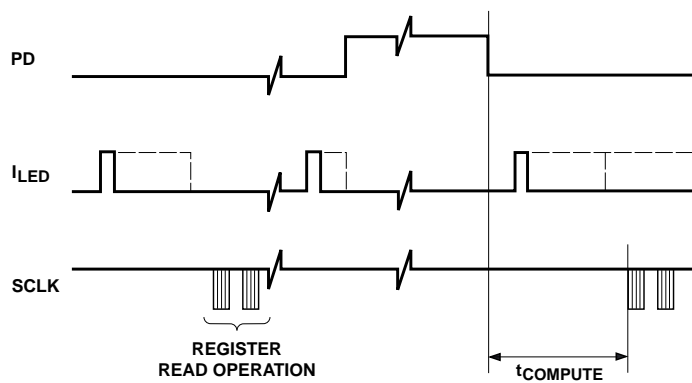 PD
ILED
SCLK
REGISTER
READ OPERATION
tCOMPUTE